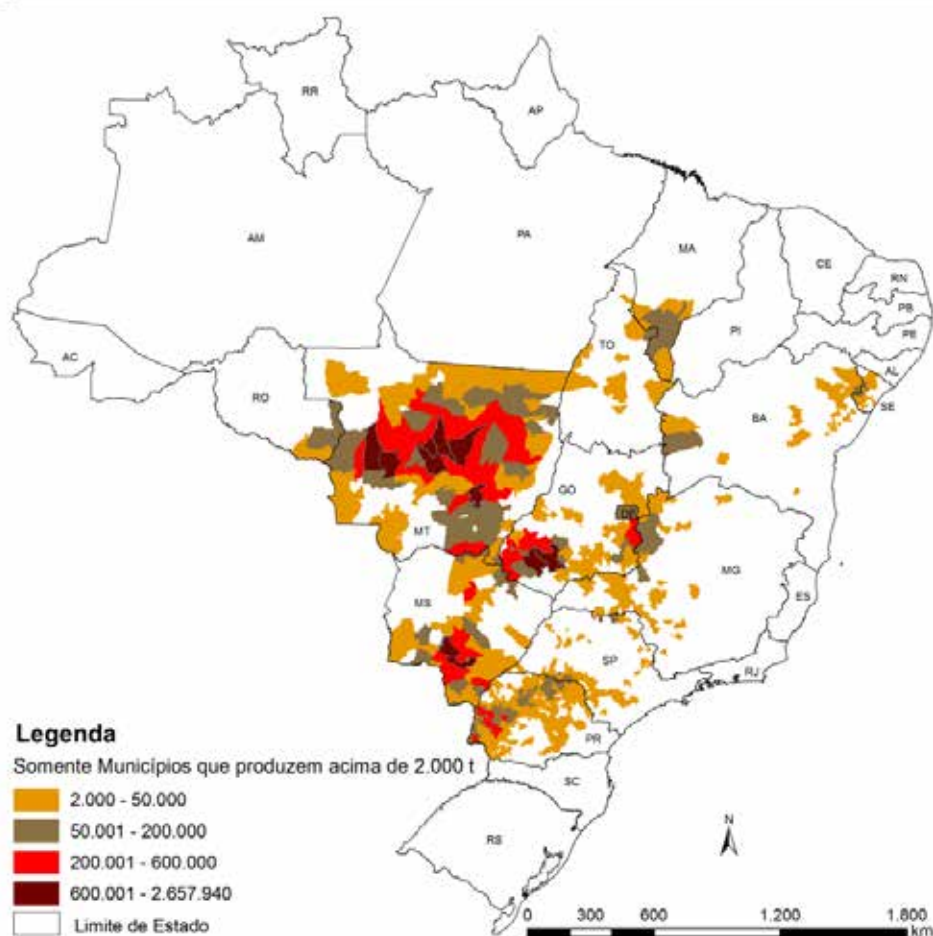 RR
AP
AM
PA
MA
CE
RN
PB
PE
PI
TO
AC
AL
RO
SE
BA
GO
DF
MT
MG
MS
ES
SP
RJ
Legenda
PR
Somente Municípios que produzem acima de 2.000 t
SC
2.000 - 50.000
50.001 - 200.000
N
RS
200.001 - 600.000
600.001 - 2.657.940
Limite de Estado
0 300 600 1.200 1.800
km